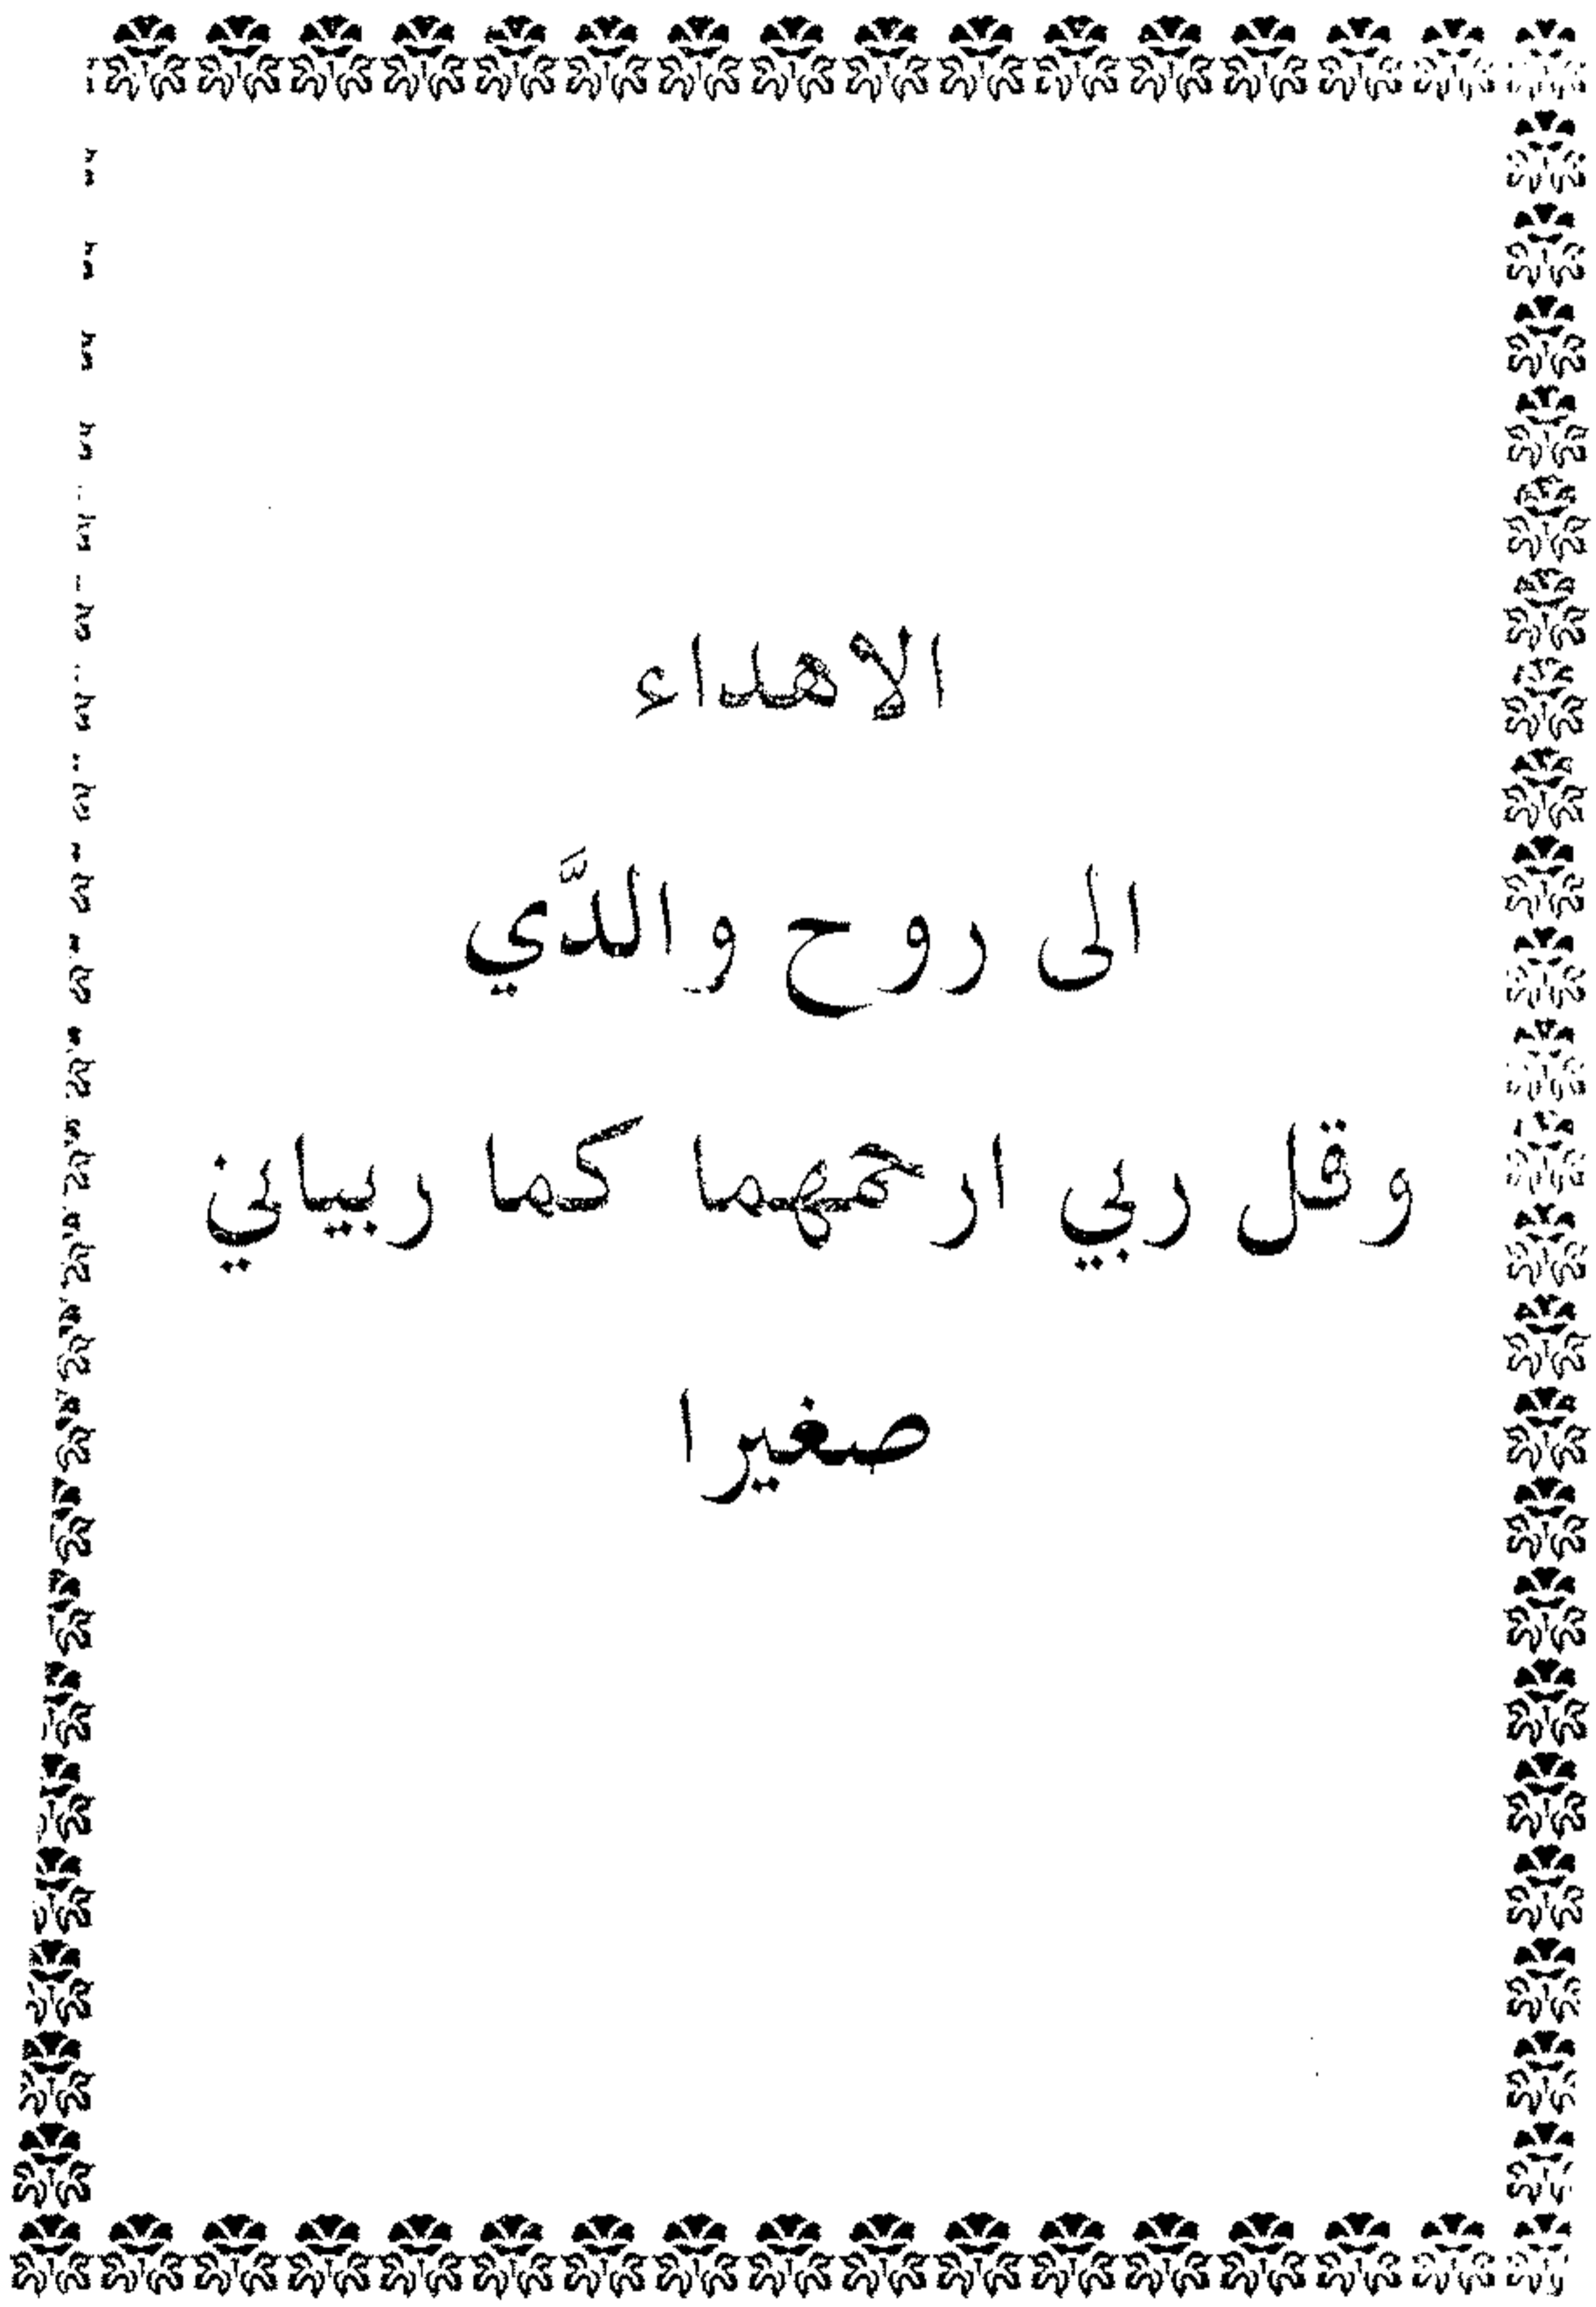 الاهداء
الى روح والدَّي
وقل ربي ارحمهما كما ربياني
صغيرا